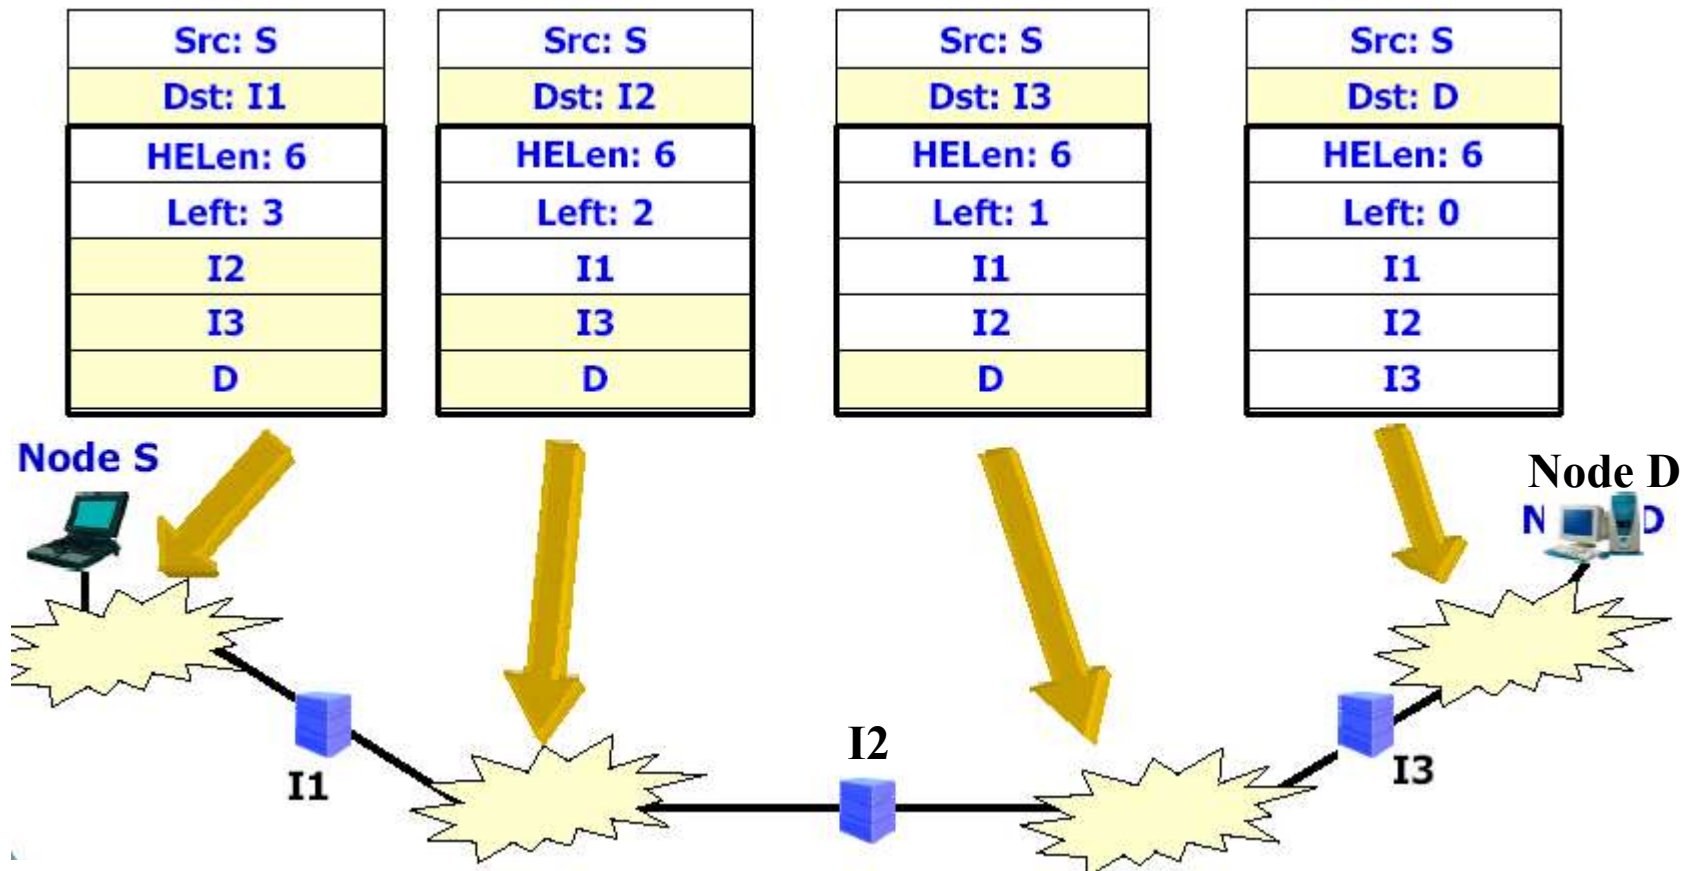 Src: S
Dst: I1
HELen: 6
Left: 3
I2
I3
D
Src: S
Dst: I2
HELen: 6
Left: 2
I1
I3
D
Src: S
Dst: I3
HELen: 6
Left: 1
I1
I2
D
Src: S
Dst: D
HELen: 6
Left: 0
I1
I2
I3
Node S
Node D
N D
I1
I2
I3